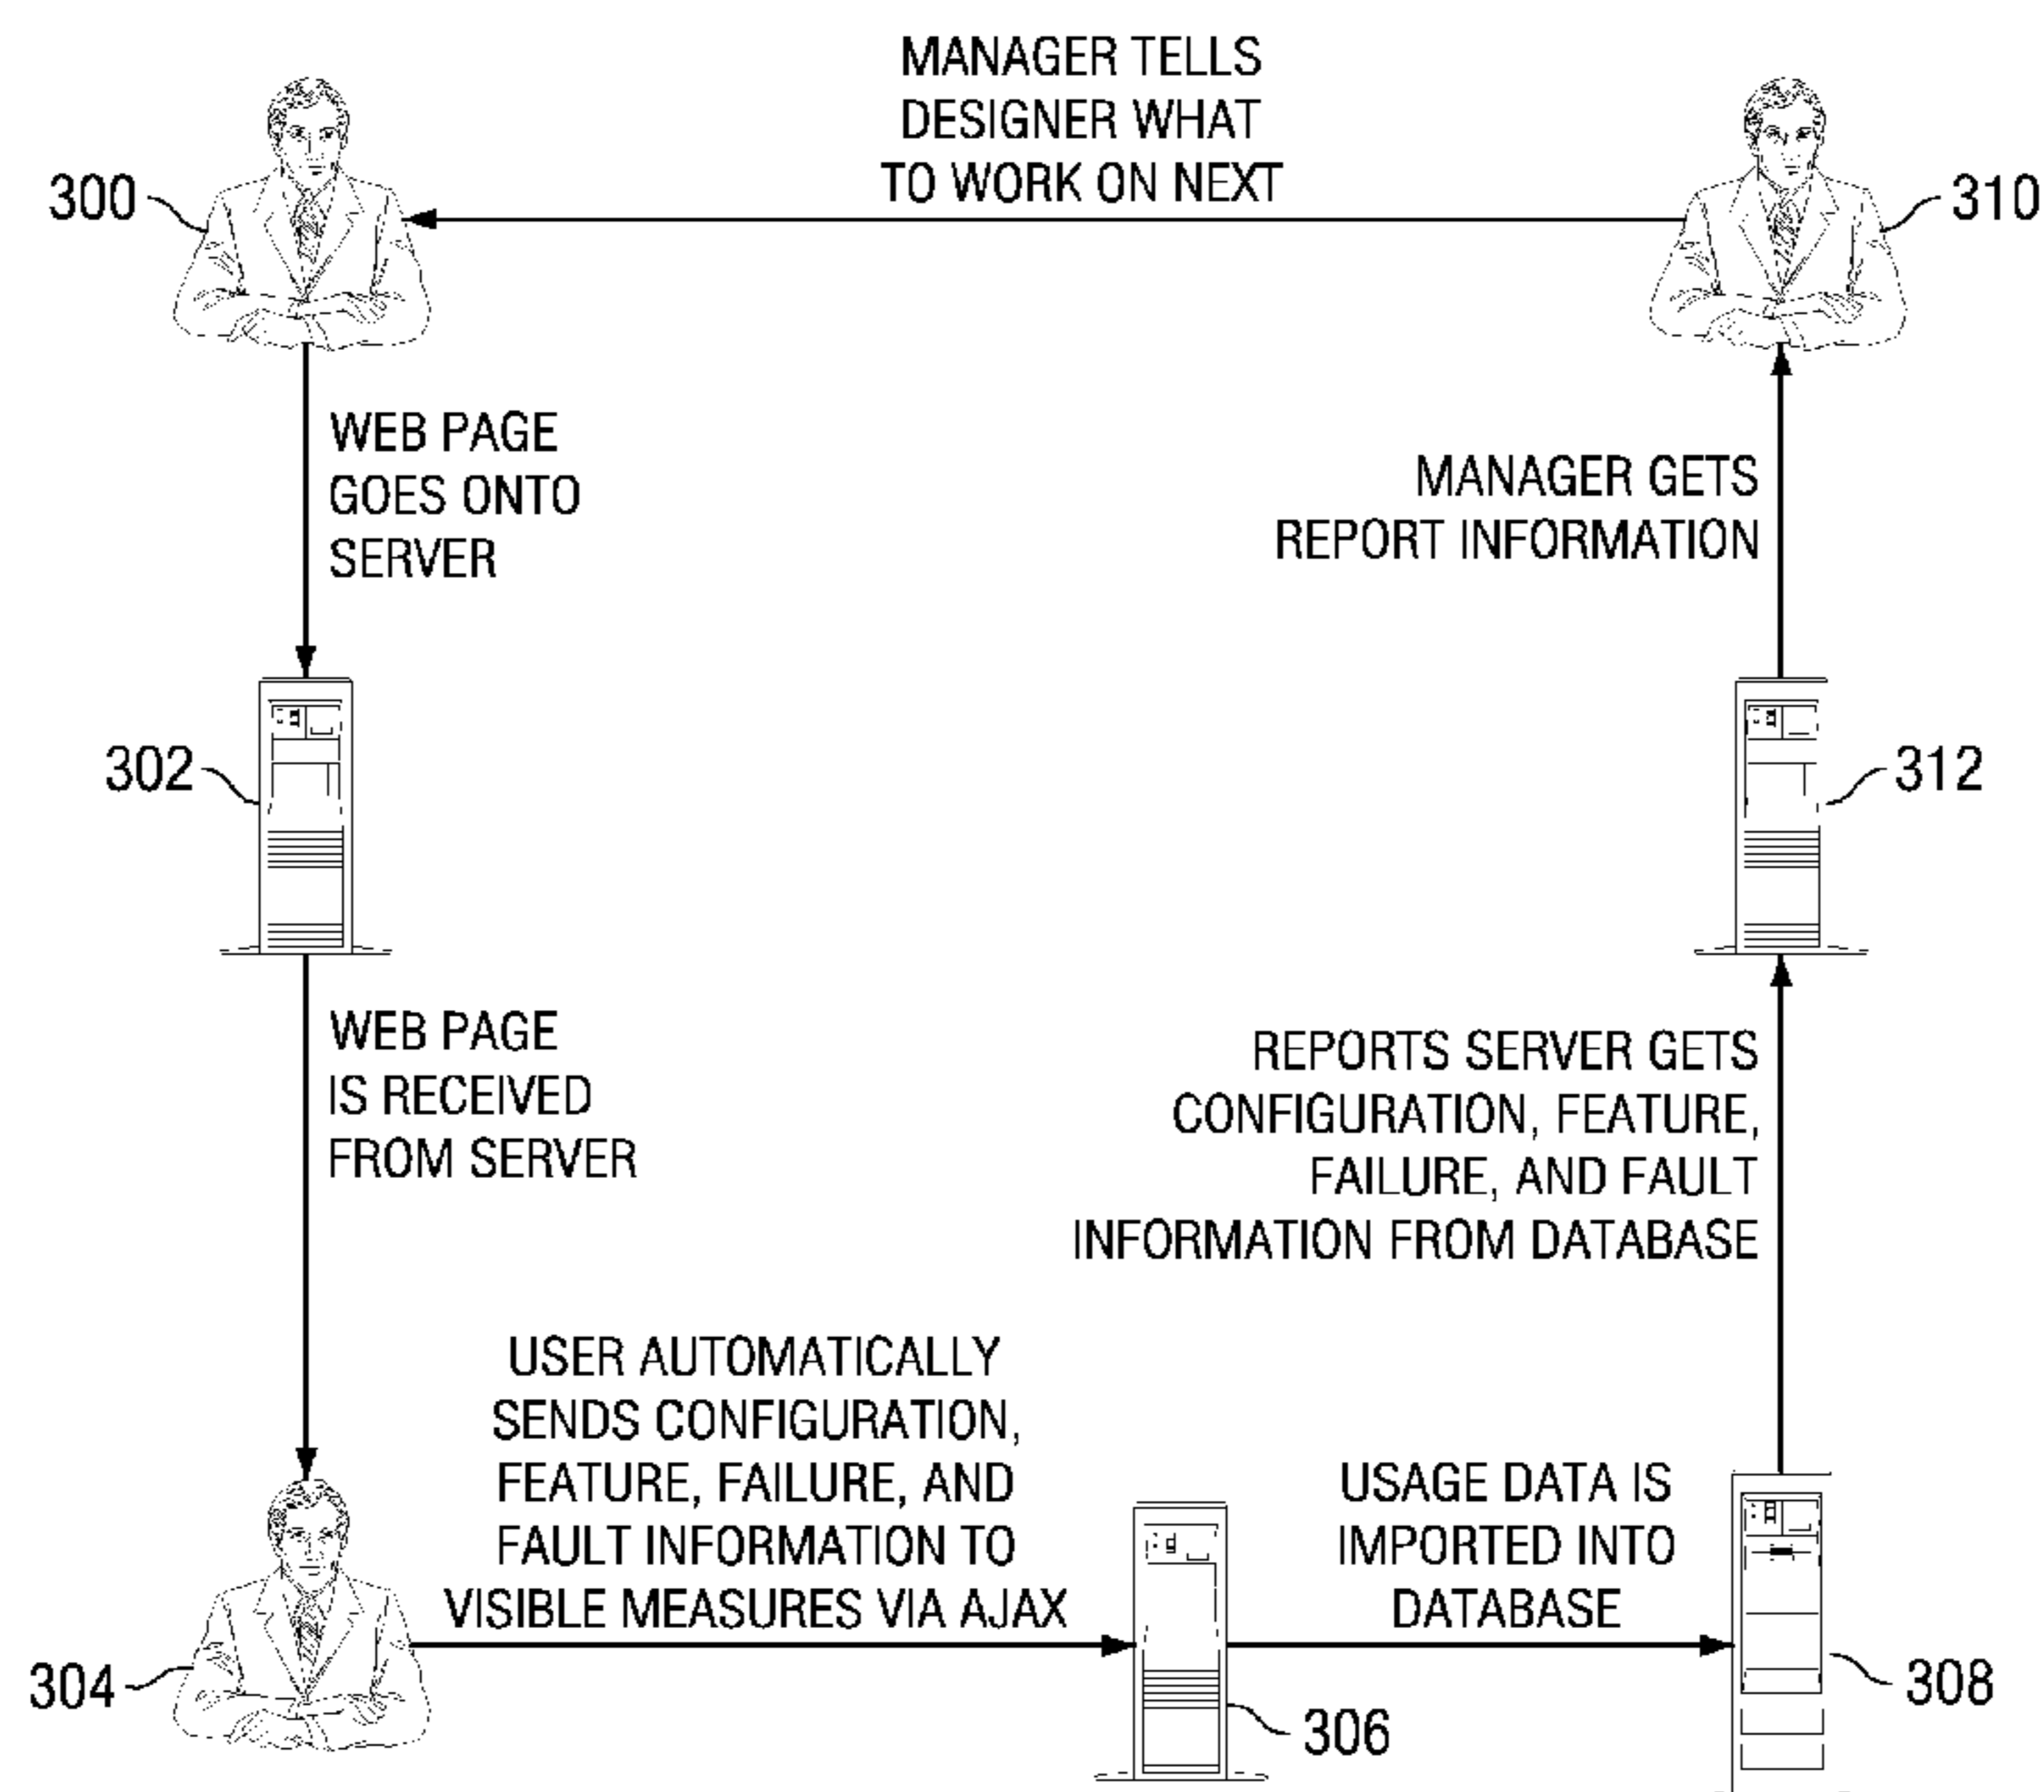 MANAGER TELLS
DESIGNER WHAT
TO WORK ON NEXT
300
310
WEB PAGE
GOES ONTO
SERVER
MANAGER GETS
REPORT INFORMATION
302
312
WEB PAGE
IS RECEIVED
FROM SERVER
REPORTS SERVER GETS
CONFIGURATION, FEATURE,
FAILURE, AND FAULT
INFORMATION FROM DATABASE
USER AUTOMATICALLY
SENDS CONFIGURATION,
FEATURE, FAILURE, AND
FAULT INFORMATION TO
VISIBLE MEASURES VIA AJAX
USAGE DATA IS
IMPORTED INTO
DATABASE
304
306
308